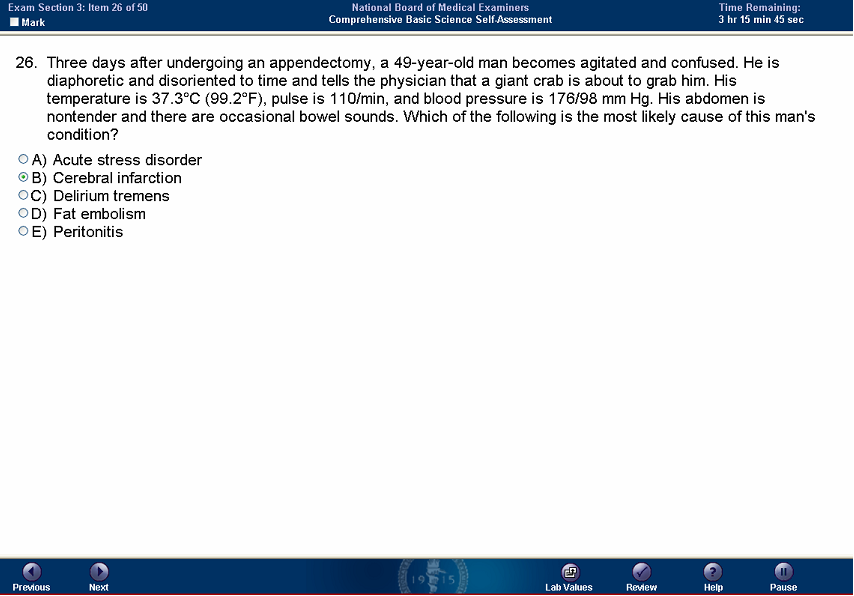 Exam Section 3: Item 26 of 50
National Board of Medical Examiners
Time Remaining:
Mark
Comprehensive Basic Science Self-Assessment
3 hr 15 min 45 sec
26. Three days after undergoing an appendectomy, a 49-year-old man becomes agitated and confused. He is
diaphoretic and disoriented to time and tells the physician that a giant crab is about to grab him. His
temperature is 37.3°C (99.2°F), pulse is 110/min, and blood pressure is 176/98 mm Hg. His abdomen is
nontender and there are occasional bowel sounds. Which of the following is the most likely cause of this man's
condition?
A) Acute stress disorder
B) Cerebral infarction
C) Delirium tremens
D) Fat embolism
E) Peritonitis
1915
Previous
Next
Lab Values
Review
Help
Pause